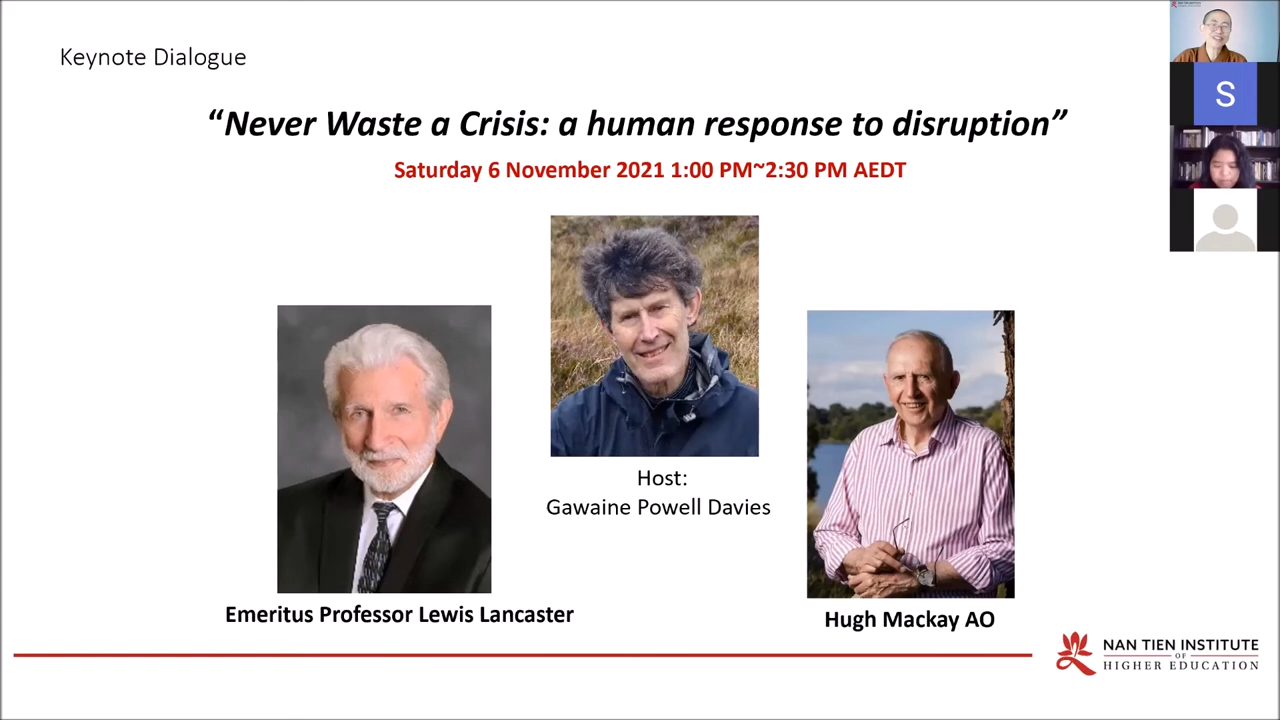 Keynote Dialogue
“Never Waste a Crisis: a human response to disruption”
Saturday 6 November 2021 1:00 PM~2:30 PM AEDT
S
Host:
Gawaine Powell Davies
Emeritus Professor Lewis Lancaster
Hugh Mackay AO
NAN TIEN INSTITUTE
OF
HIGHER EDUCATION